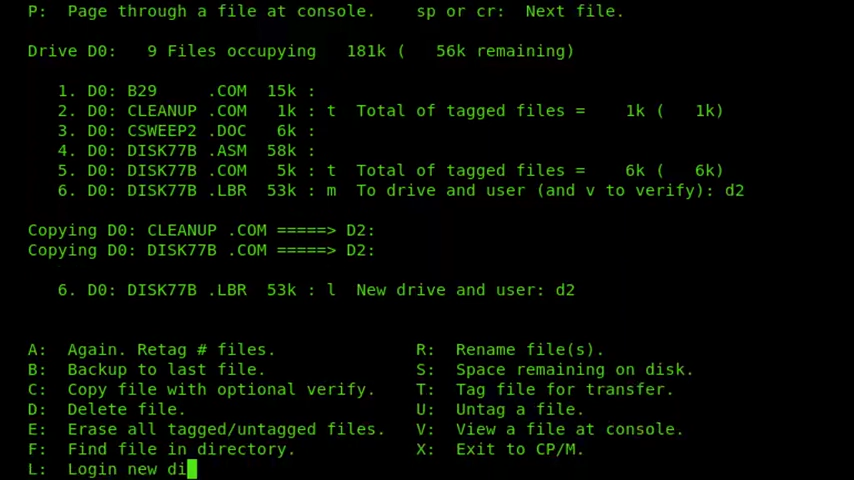 P:  Page through a file at console.    sp or cr:  Next file.
Drive D0:   9 Files occupying   181k (   56k remaining)
1. D0: B29     .COM  15k :
2. D0: CLEANUP .COM   1k : t  Total of tagged files =    1k (   1k)
3. D0: CSWEEP2 .DOC   6k :
4. D0: DISK77B .ASM  58k :
5. D0: DISK77B .COM   5k : t  Total of tagged files =    6k (   6k)
6. D0: DISK77B .LBR  53k : m  To drive and user (and v to verify): d2
Copying D0: CLEANUP .COM =====> D2:
Copying D0: DISK77B .COM =====> D2:
6. D0: DISK77B .LBR  53k : l  New drive and user: d2
A:  Again. Retag # files.              R:  Rename file(s).
B:  Backup to last file.               S:  Space remaining on disk.
C:  Copy file with optional verify.    T:  Tag file for transfer.
D:  Delete file.                       U:  Untag a file.
E:  Erase all tagged/untagged files.   V:  View a file at console.
F:  Find file in directory.            X:  Exit to CP/M.
L:  Login new di